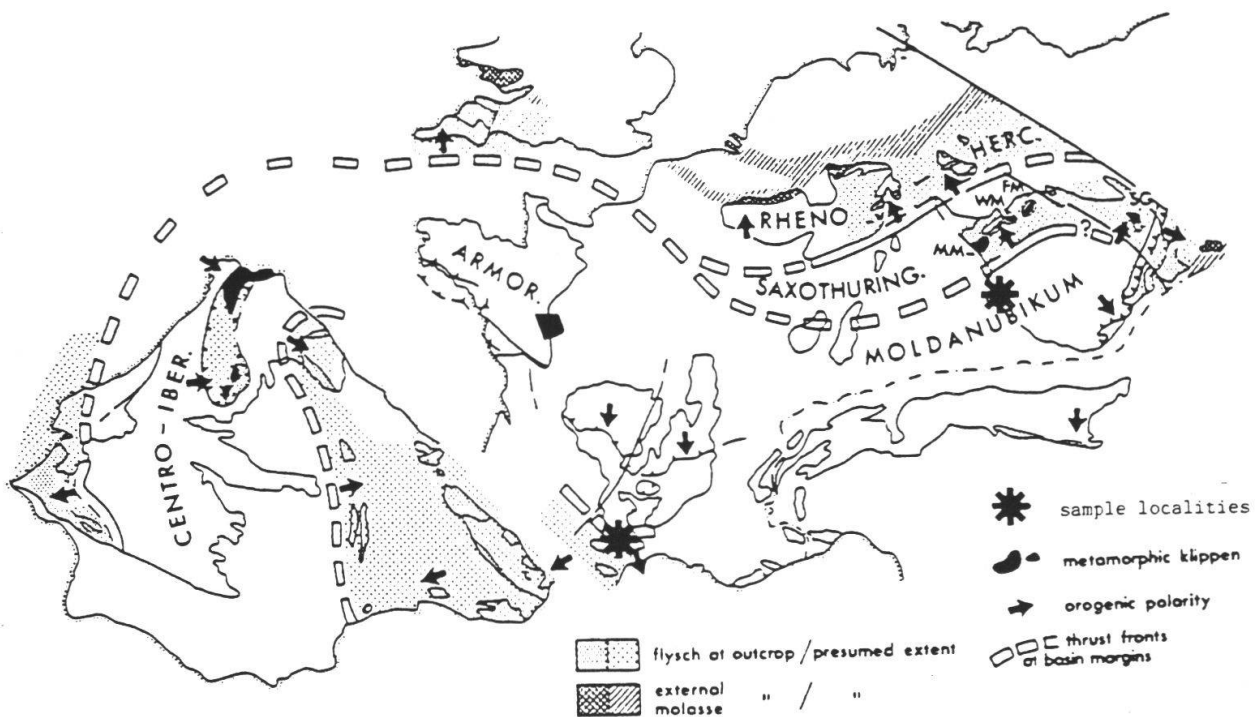 HERC.
FM
WM
SG
RHENO
?
MM
ARMOR.
SAXOTHURING.
MOLDANUBIKUM
CENTRO-IBER.
sample localities
metamorphic klippen
orogenic polarity
thrust fronts
at basin margins
flysch at outcrop / presumed extent
external " / "
molasse